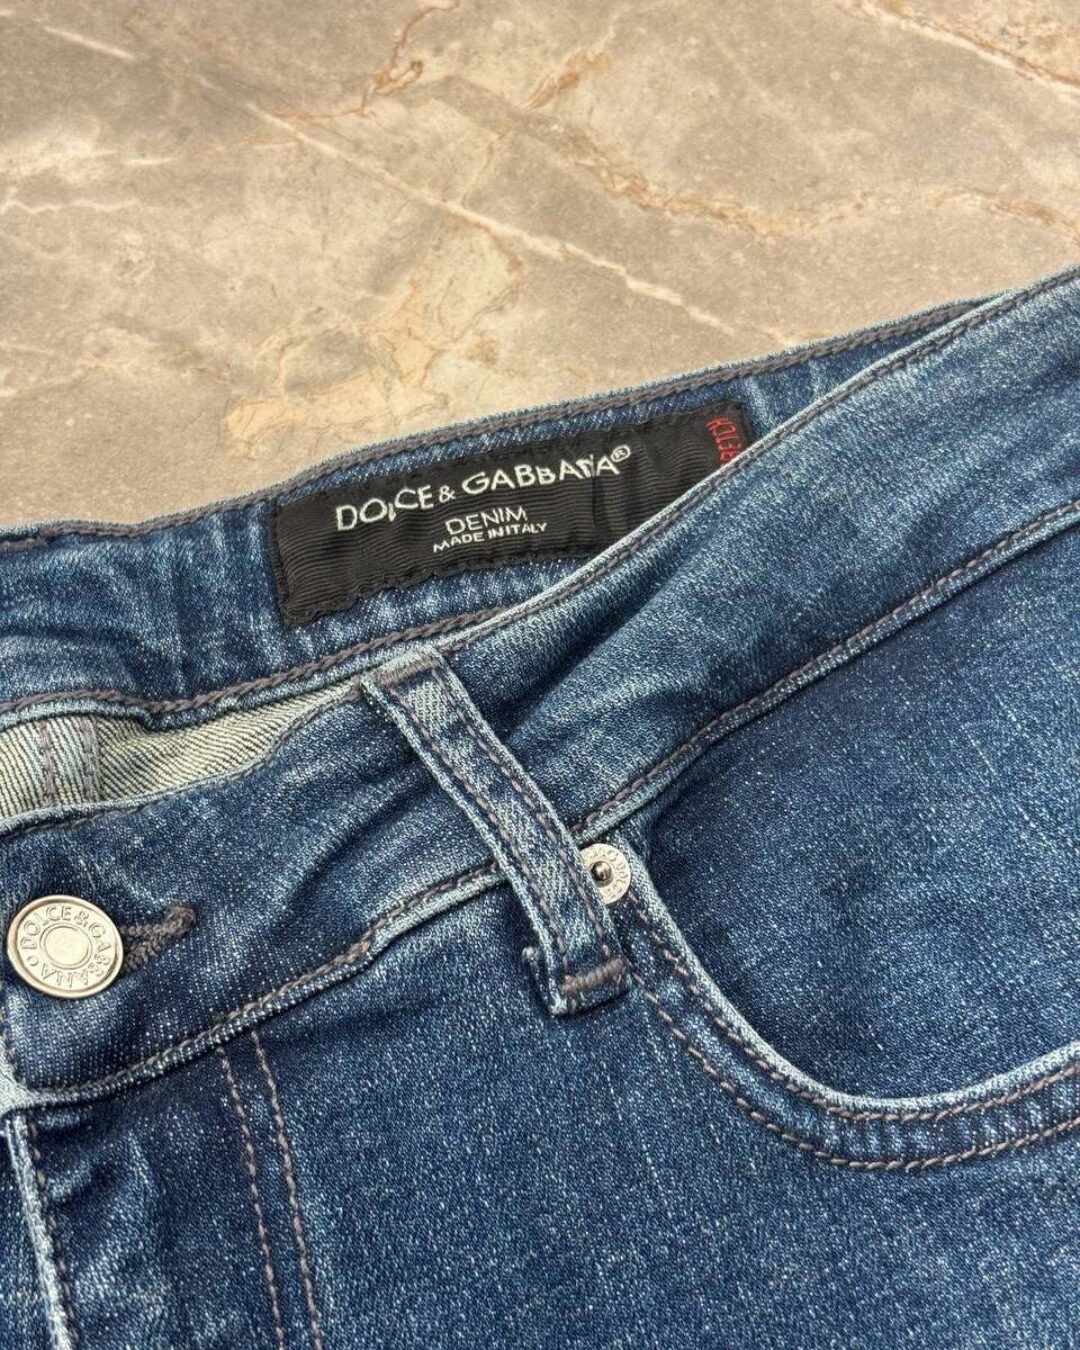 DOLCE & GABBANA®
DENIM
MADE IN ITALY
DOLCE & GABBANA